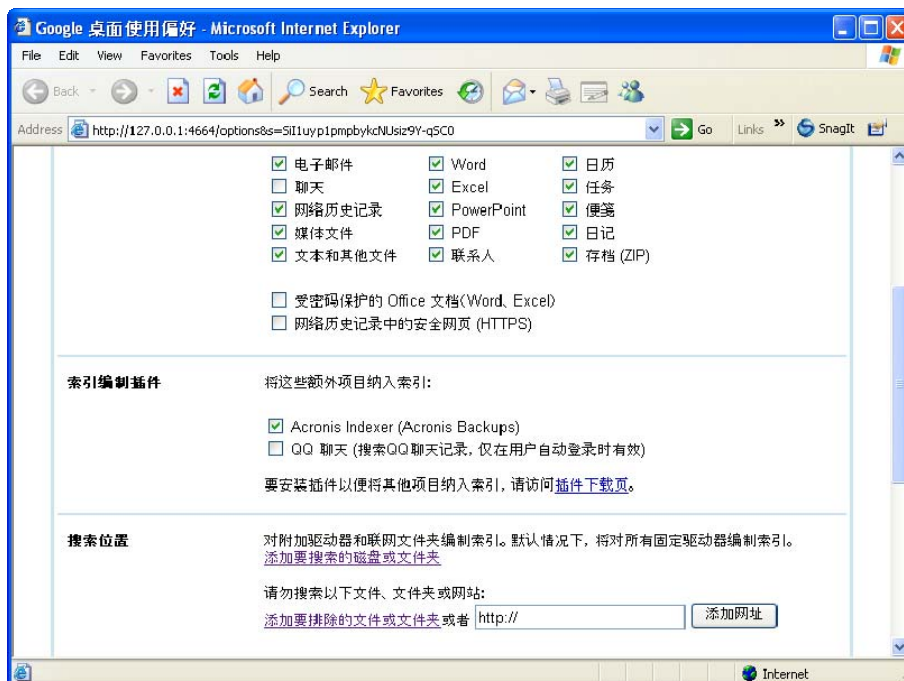 Google 桌面使用偏好 - Microsoft Internet Explorer
File Edit View Favorites Tools Help
Back Search Favorites
Address http://127.0.0.1:4664/options&s=SiI1uyp1pmpbykcNUsiz9Y-qSC0 Go Links SnagIt
电子邮件 Word 日历
聊天 Excel 任务
网络历史记录 PowerPoint 便笺
媒体文件 PDF 日记
文本和其他文件 联系人 存档 (ZIP)
受密码保护的 Office 文档(Word、Excel)
网络历史记录中的安全网页 (HTTPS)
索引编制插件 将这些额外项目纳入索引:
Acronis Indexer (Acronis Backups)
QQ 聊天 (搜索QQ聊天记录, 仅在用户自动登录时有效)
要安装插件以便将其他项目纳入索引, 请访问插件下载页。
搜索位置 对附加驱动器和联网文件夹编制索引。默认情况下, 将对所有固定驱动器编制索引。
添加要搜索的磁盘或文件夹
请勿搜索以下文件、文件夹或网站:
添加要排除的文件或文件夹或者 http:// 添加网址
Internet